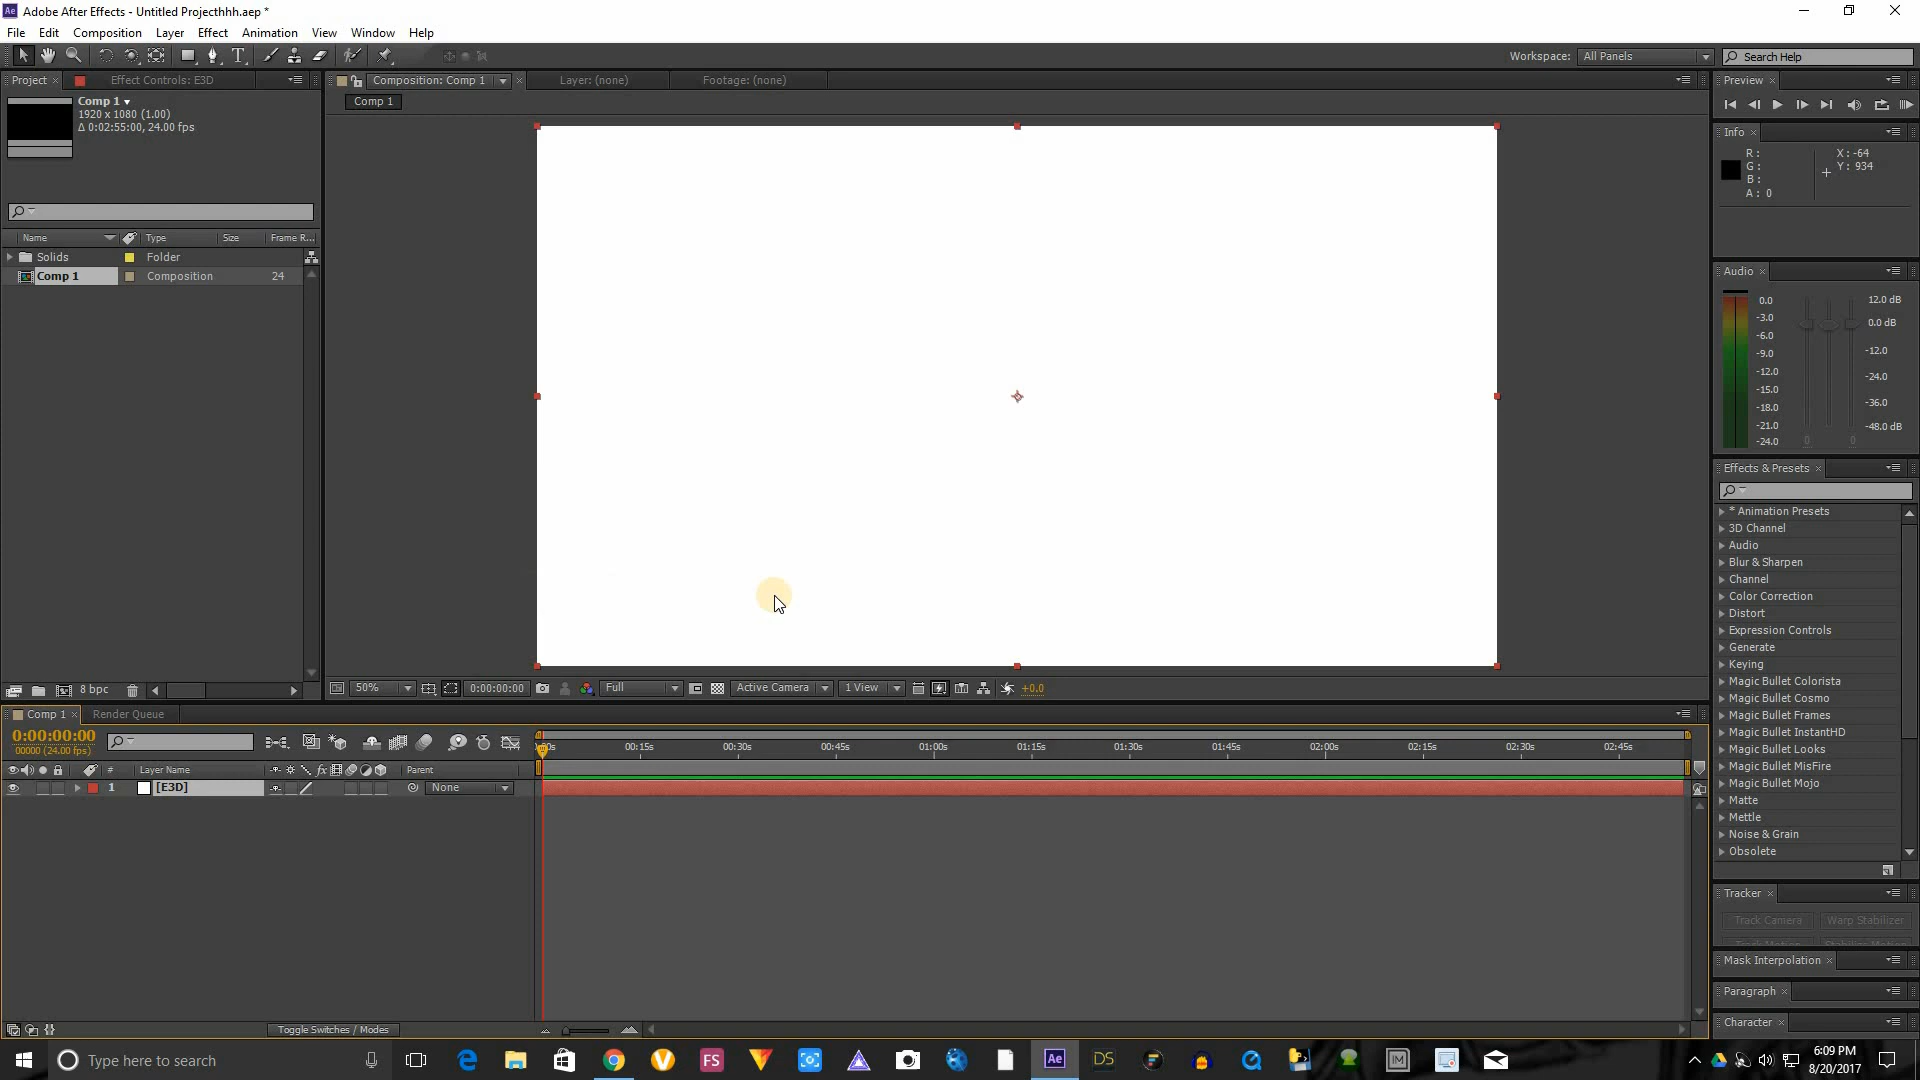 Adobe After Effects - Untitled Projecthhh.aep *
File Edit Composition Layer Effect Animation View Window Help
Workspace: All Panels Search Help
Project Effect Controls: E3D
Composition: Comp 1 Layer: (none) Footage: (none)
Preview
Comp 1
1920 x 1080 (1.00)
Δ 0:02:55:00, 24.00 fps
Comp 1
Info
R:
G:
B:
A: 0
X: -64
Y: 934
Name Type Size Frame R...
Solids Folder
Comp 1 Composition 24
Audio
0.0
-3.0
-6.0
-9.0
-12.0
-15.0
-18.0
-21.0
-24.0
0 0
12.0 dB
0.0 dB
-12.0
-24.0
-36.0
-48.0 dB
Effects & Presets
* Animation Presets
3D Channel
Audio
Blur & Sharpen
Channel
Color Correction
Distort
Expression Controls
Generate
Keying
Magic Bullet Colorista
Magic Bullet Cosmo
Magic Bullet Frames
Magic Bullet InstantHD
Magic Bullet Looks
Magic Bullet MisFire
Magic Bullet Mojo
Matte
Mettle
Noise & Grain
Obsolete
8 bpc
50% 0:00:00:00 Full Active Camera 1 View +0.0
Comp 1 Render Queue
0:00:00:00
00000 (24.00 fps)
00:15s 00:30s 00:45s 01:00s 01:15s 01:30s 01:45s 02:00s 02:15s 02:30s 02:45s
# Layer Name fx Parent
1 [E3D] None
Tracker
Track Camera Warp Stabilizer
Track Motion Stabilize Motion
Mask Interpolation
Paragraph
Character
Toggle Switches / Modes
Type here to search
FS Ae DS IM
6:09 PM
8/20/2017